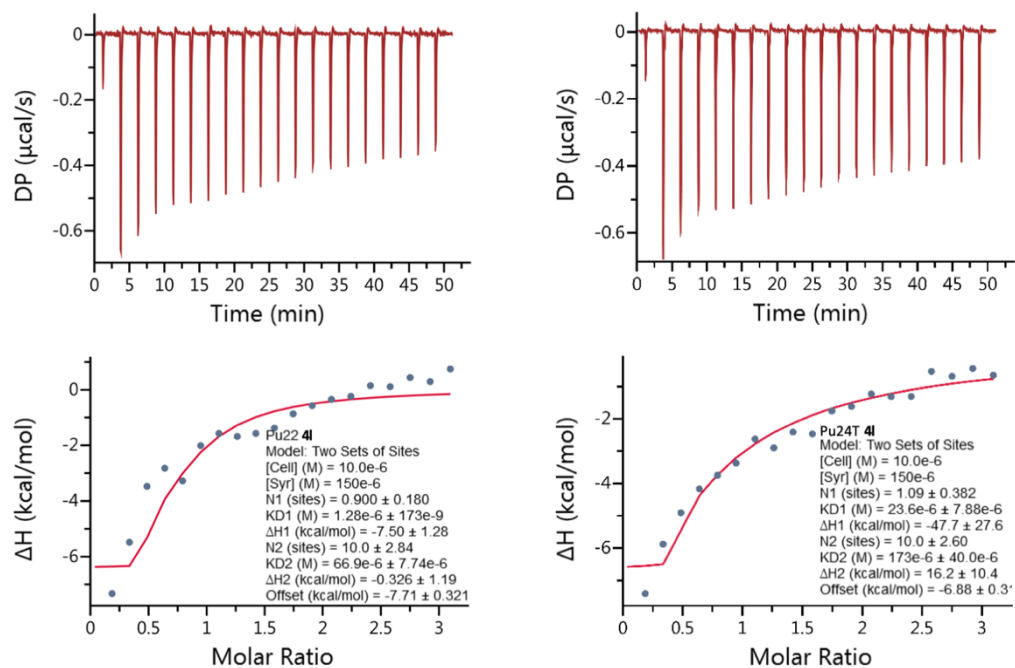 0
-0.2
-0.4
-0.6
DP (µcal/s)
0 5 10 15 20 25 30 35 40 45 50
Time (min)
0
-0.2
-0.4
-0.6
DP (µcal/s)
0 5 10 15 20 25 30 35 40 45 50
Time (min)
0
-2
-4
-6
ΔH (kcal/mol)
Pu22 4l
Model: Two Sets of Sites
[Cell] (M) = 10.0e-6
[Syr] (M) = 150e-6
N1 (sites) = 0.900 ± 0.180
KD1 (M) = 1.28e-6 ± 173e-9
ΔH1 (kcal/mol) = -7.50 ± 1.28
N2 (sites) = 10.0 ± 2.84
KD2 (M) = 66.9e-6 ± 7.74e-6
ΔH2 (kcal/mol) = -0.326 ± 1.19
Offset (kcal/mol) = -7.71 ± 0.321
0 0.5 1 1.5 2 2.5 3
Molar Ratio
-2
-4
-6
ΔH (kcal/mol)
Pu24T 4l
Model: Two Sets of Sites
[Cell] (M) = 10.0e-6
[Syr] (M) = 150e-6
N1 (sites) = 1.09 ± 0.382
KD1 (M) = 23.6e-6 ± 7.88e-6
ΔH1 (kcal/mol) = -47.7 ± 27.6
N2 (sites) = 10.0 ± 2.60
KD2 (M) = 173e-6 ± 40.0e-6
ΔH2 (kcal/mol) = 16.2 ± 10.4
Offset (kcal/mol) = -6.88 ± 0.3
0 0.5 1 1.5 2 2.5 3
Molar Ratio